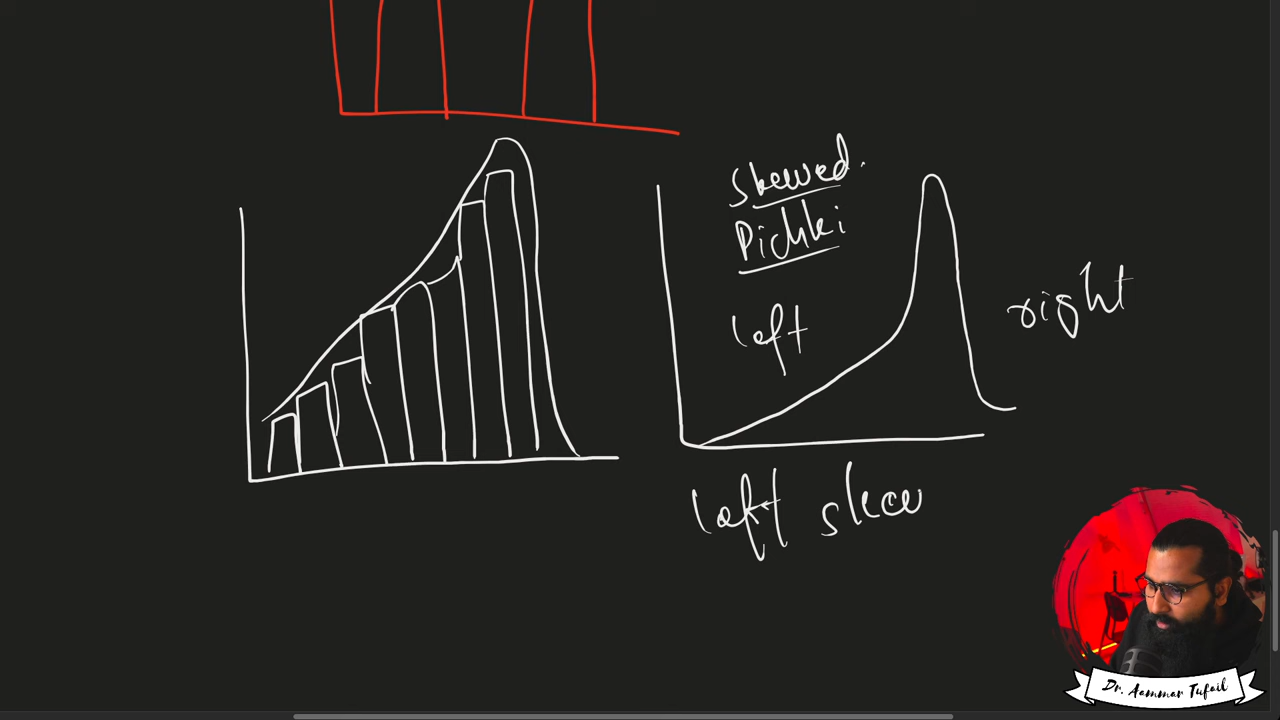 Skewed.
Pichki
left
right
left skew
Dr. Aammar Tufail